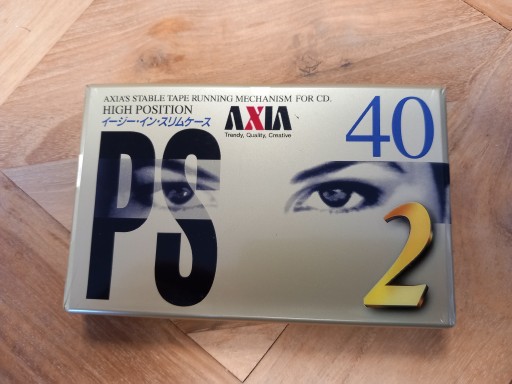 AXIA'S STABLE TAPE RUNNING MECHANISM FOR CD.
HIGH POSITION
イージー・イン・スリムケース
AXIA
Trendy, Quality, Creative
40
PS
2